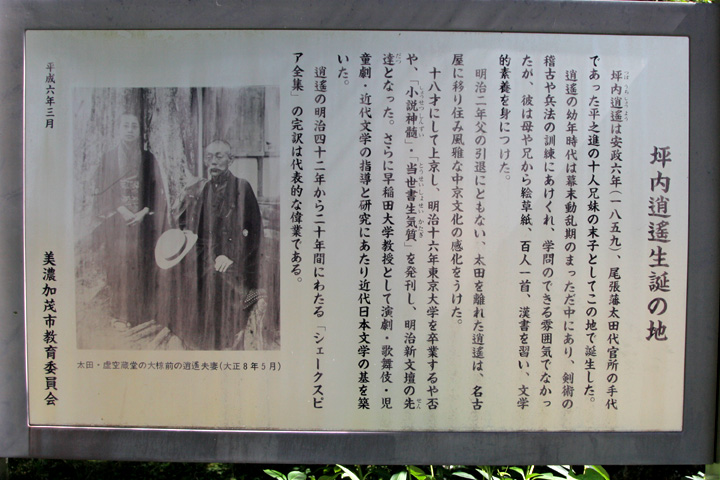 坪内逍遙生誕の地
坪内逍遙は安政六年(一八五九)、尾張藩太田代官所の手代
であった平之進の十人兄妹の末子としてこの地で誕生した。
逍遙の幼年時代は幕末動乱期のまっただ中にあり、剣術の
稽古や兵法の訓練にあけくれ、学問のできる雰囲気でなかっ
たが、彼は母や兄から絵草紙、百人一首、漢書を習い、文学
的素養を身につけた。
明治二年父の引退にともない、太田を離れた逍遙は、名古
屋に移り住み風雅な中京文化の感化をうけた。
十八才にして上京し、明治十六年東京大学を卒業するや否
や、「小説神髄」・「当世書生気質」を発刊し、明治新文壇の先
達となった。さらに早稲田大学教授として演劇・歌舞伎・児
童劇・近代文学の指導と研究にあたり近代日本文学の基を築
いた。
逍遙の明治四十二年から二十年間にわたる「シェークスピ
ア全集」の完訳は代表的な偉業である。
太田・虚空蔵堂の大椋前の逍遙夫妻(大正8年5月)
平成六年三月
美濃加茂市教育委員会